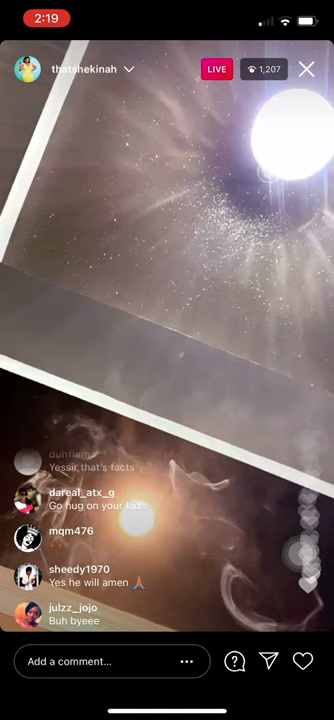 2:19
thatshekinah
LIVE
1,207
duhflama
Yessir that's facts
dareal_atx_g
Go hug on your kids
mqm476
sheedy1970
Yes he will amen 🙏
julzz_jojo
Buh byeee
Add a comment...